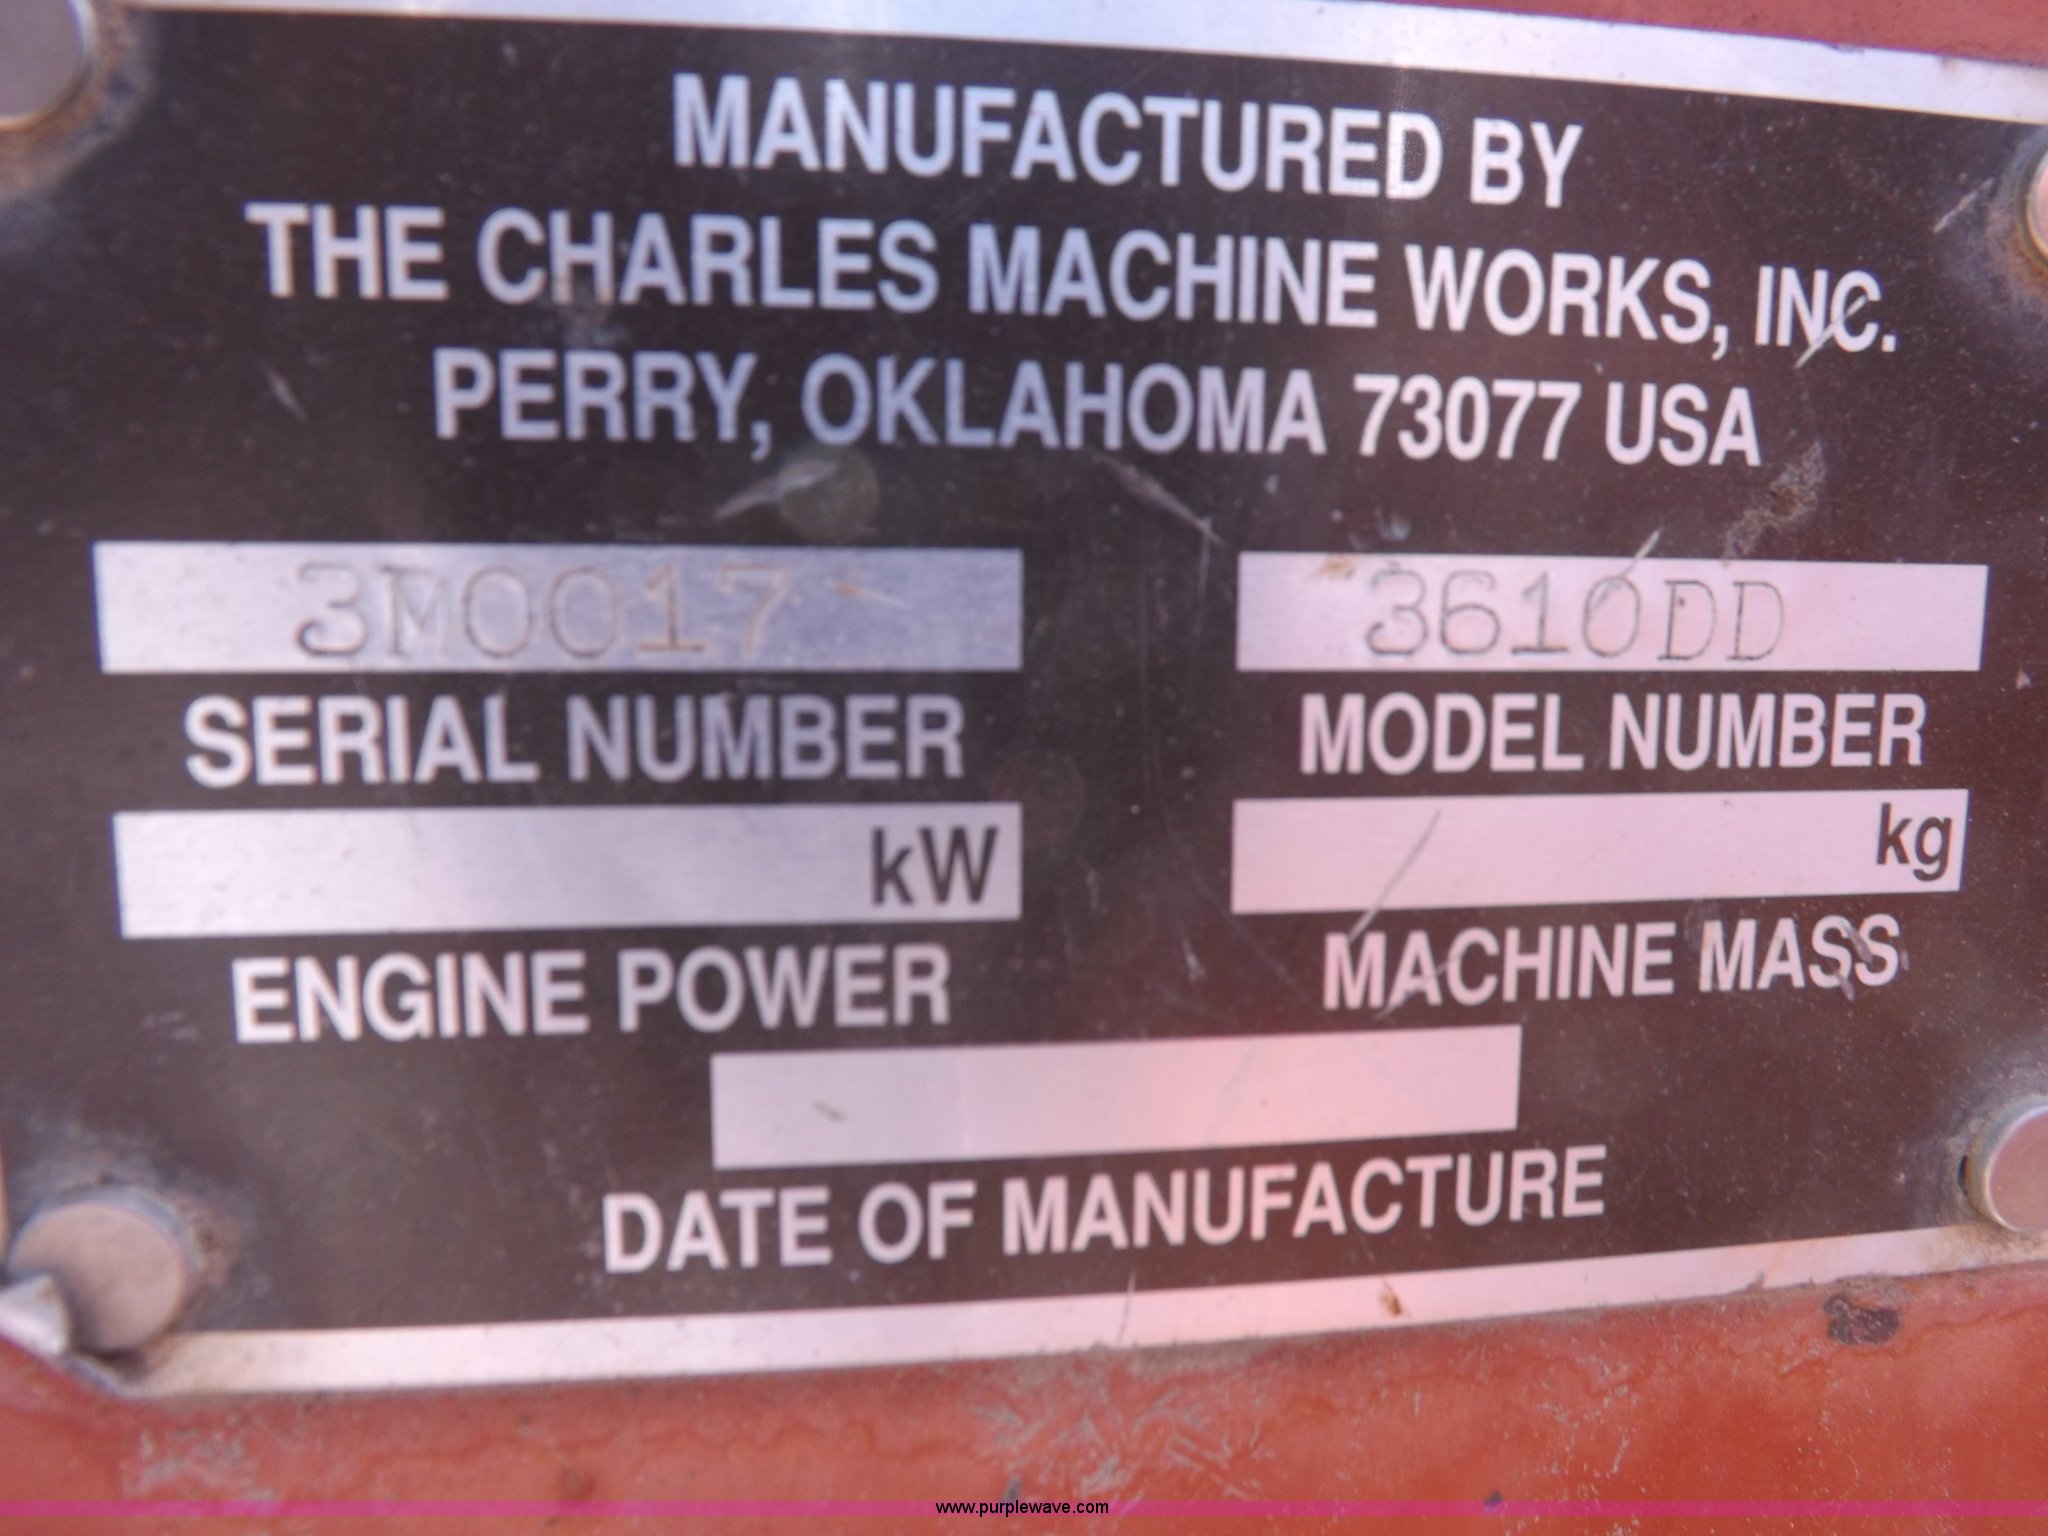 MANUFACTURED BY
THE CHARLES MACHINE WORKS, INC.
PERRY, OKLAHOMA 73077 USA
3M0017 3610DD
SERIAL NUMBER MODEL NUMBER
kW kg
ENGINE POWER MACHINE MASS
DATE OF MANUFACTURE
www.purplewave.com